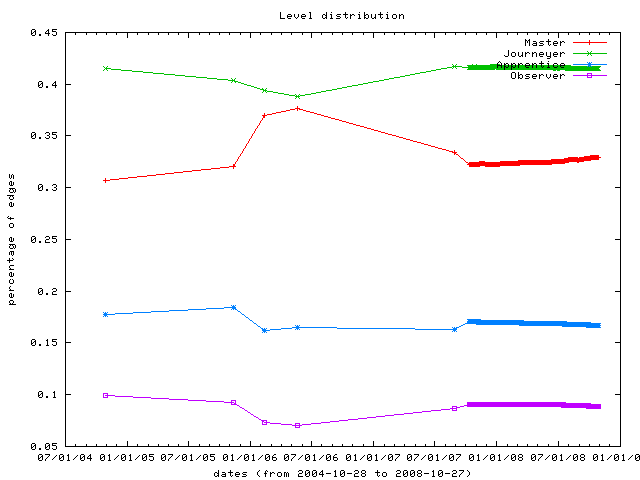 Level distribution
0.45
0.4
0.35
0.3
0.25
0.2
0.15
0.1
0.05
percentage of edges
Master
Journeyer
Apprentice
Observer
07/01/04 01/01/05 07/01/05 01/01/06 07/01/06 01/01/07 07/01/07 01/01/08 07/01/08 01/01/0
dates (from 2004-10-28 to 2008-10-27)